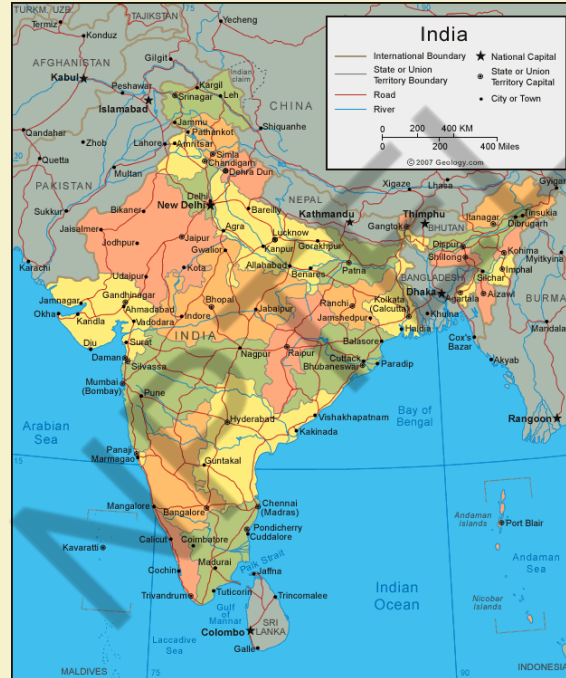 TURKM.
UZB.
TAJIKISTAN
Yecheng
Termiz
Konduz
India
International Boundary
State or Union
Territory Boundary
Road
River
National Capital
State or Union
Territory Capital
City or Town
0 200 400 KM
0 200 400 Miles
© 2007 Geology.com
AFGHANISTAN
Kabul
Gilgit
Indian
claim
Peshawar
Islamabad
Kargil
Srinagar
Leh
CHINA
Jammu
Pathankot
Shiquanhe
Qandahar
Zhob
Lahore
Amritsar
Simla
Chandigarh
Dehra Dun
30
Quetta
Multan
PAKISTAN
Xigaze
Lhasa
Gyigan
Delhi
New Delhi
NEPAL
Sukkur
Bikaner
Bareilly
Kathmandu
Thimphu
Itanagar
Tinsukia
Dibrugarh
Jaisalmer
Jodhpur
Jaipur
Agra
Lucknow
Gangtok
BHUTAN
Gwalior
Kanpur
Gorakhpur
Dispur
Kohima
Karachi
Kota
Allahabad
Benares
Patna
Shillong
Imphal
Myitkyina
Udaipur
Silchar
BANGLADESH
Gandhinagar
Jamnagar
Ahmadabad
Bhopal
Jabalpur
Ranchi
Kolkata
(Calcutta)
Dhaka
Agartala
Aizawl
BURMA
Okha
Kandla
Vadodara
Indore
Jamshedpur
Khulna
Mandala
INDIA
Haldia
Diu
Surat
Nagpur
Raipur
Balasore
Cox's
Bazar
Daman
Silvassa
Cuttack
Bhubaneswar
Paradip
Akyab
Mumbai
(Bombay)
Pune
Arabian
Sea
Hyderabad
Vishakhapatnam
Bay of
Bengal
Rangoon
Kakinada
Panaji
Marmagao
Guntakal
15
Mangalore
Bangalore
Chennai
(Madras)
Andaman
islands
Port Blair
Pondicherry
Cuddalore
Kavaratti
Calicut
Coimbatore
Palk Strait
Andaman
Sea
Cochin
Madurai
Jaffna
Indian
Ocean
Trivandrum
Tuticorin
Trincomalee
Nicobar
islands
Gulf
of
Mannar
Laccadive
Sea
Colombo
SRI
LANKA
Galle
MALDIVES
75
90
INDONESIA